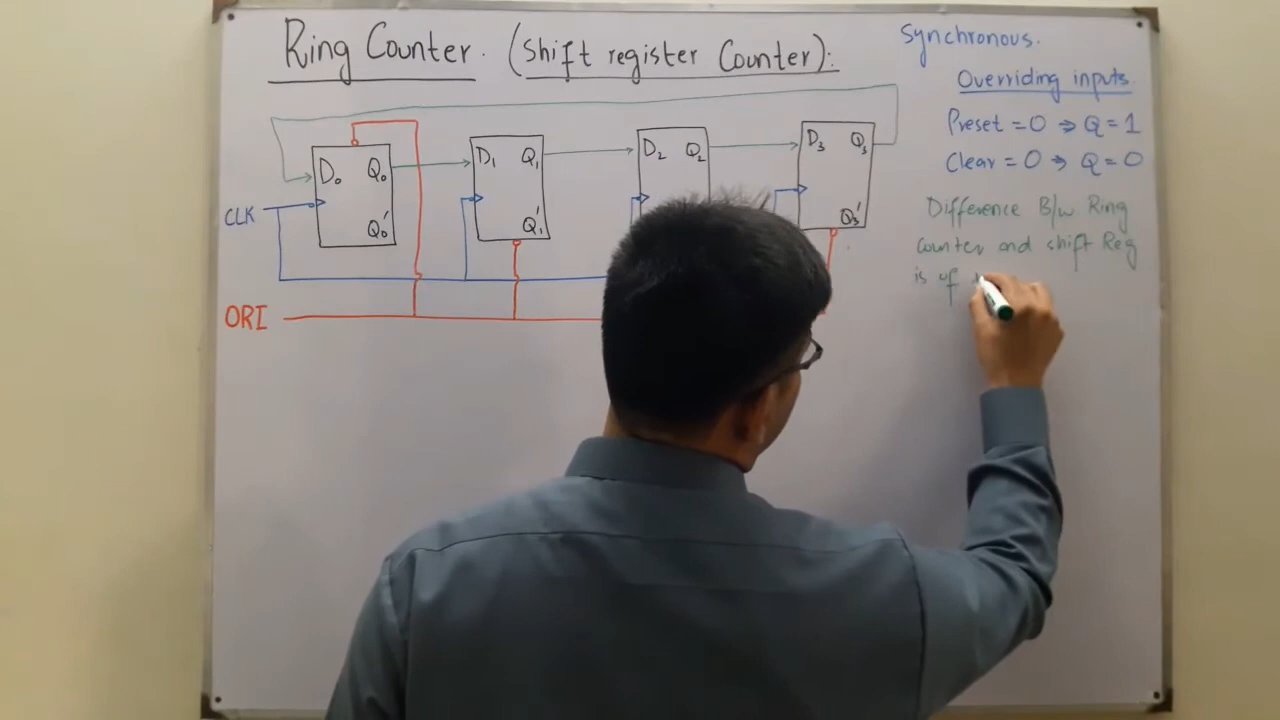 Ring Counter. (Shift register Counter):
Synchronous.
Overriding inputs.
Preset = 0 ⇒ Q = 1
Clear = 0 ⇒ Q = 0
Difference B/w Ring
counter and shift Reg
is of
D₀ Q₀
Q₀'
D₁ Q₁
Q₁'
D₂ Q₂
D₃ Q₃
Q₃'
CLK
ORI